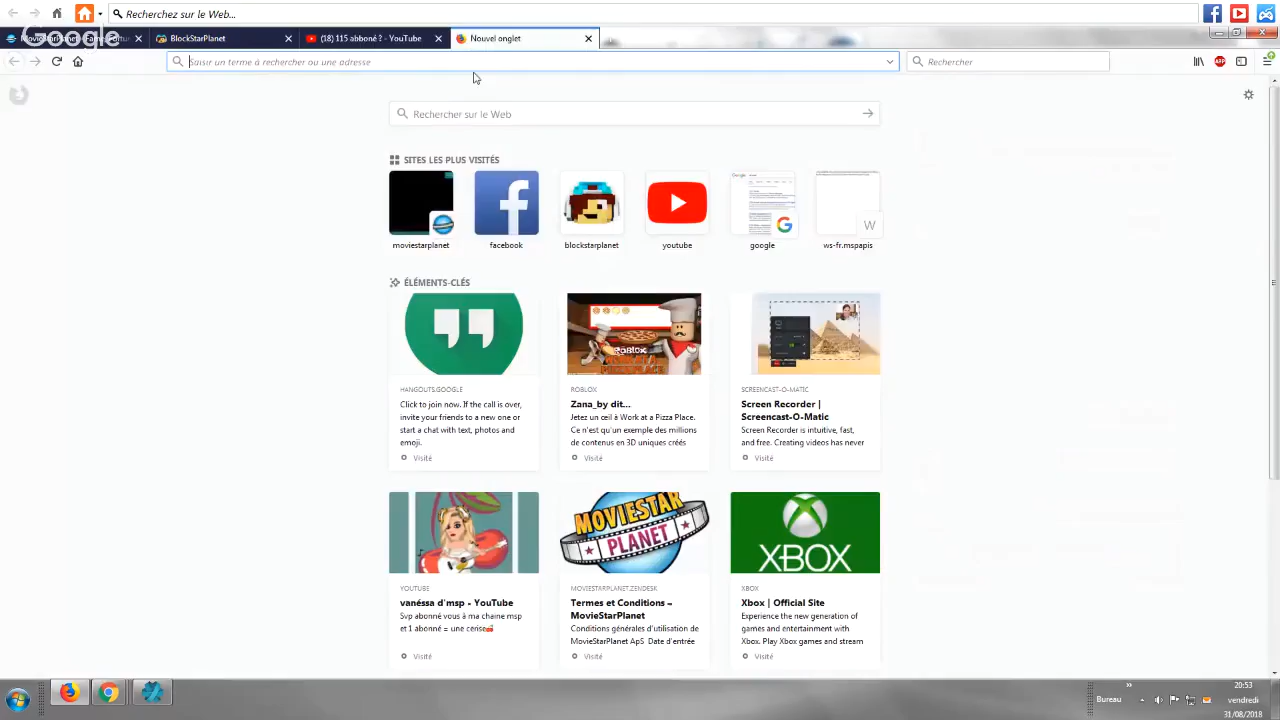 Recherchez sur le Web...
Google
BlockStarPlanet
(18) 115 abboné ? - YouTube
Nouvel onglet
Saisir un terme à rechercher ou une adresse
Rechercher
ABP
Rechercher sur le Web
SITES LES PLUS VISITÉS
moviestarplanet
facebook
blockstarplanet
youtube
google
W
ws-fr.mspapis
ÉLÉMENTS-CLÉS
HANGOUTS.GOOGLE
Click to join now. If the call is over,
invite your friends to a new one or
start a chat with text, photos and
emoji.
Visité
ROBLOX
Zana_by dit...
Jetez un œil à Work at a Pizza Place.
Ce n'est qu'un exemple des millions
de contenus en 3D uniques créés
Visité
SCREENCAST-O-MATIC
Screen Recorder |
Screencast-O-Matic
Screen Recorder is intuitive, fast,
and free. Creating videos has never
Visité
YOUTUBE
vanéssa d'msp - YouTube
Svp abonné vous à ma chaine msp
et 1 abonné = une cerise🍒
Visité
MOVIESTAR
PLANET
MOVIESTARPLANET.ZENDESK
Termes et Conditions –
MovieStarPlanet
Conditions générales d'utilisation de
MovieStarPlanet ApS Date d'entrée
Visité
XBOX
XBOX
Xbox | Official Site
Experience the new generation of
games and entertainment with
Xbox. Play Xbox games and stream
Visité
Bureau
20:53
vendredi
31/08/2018